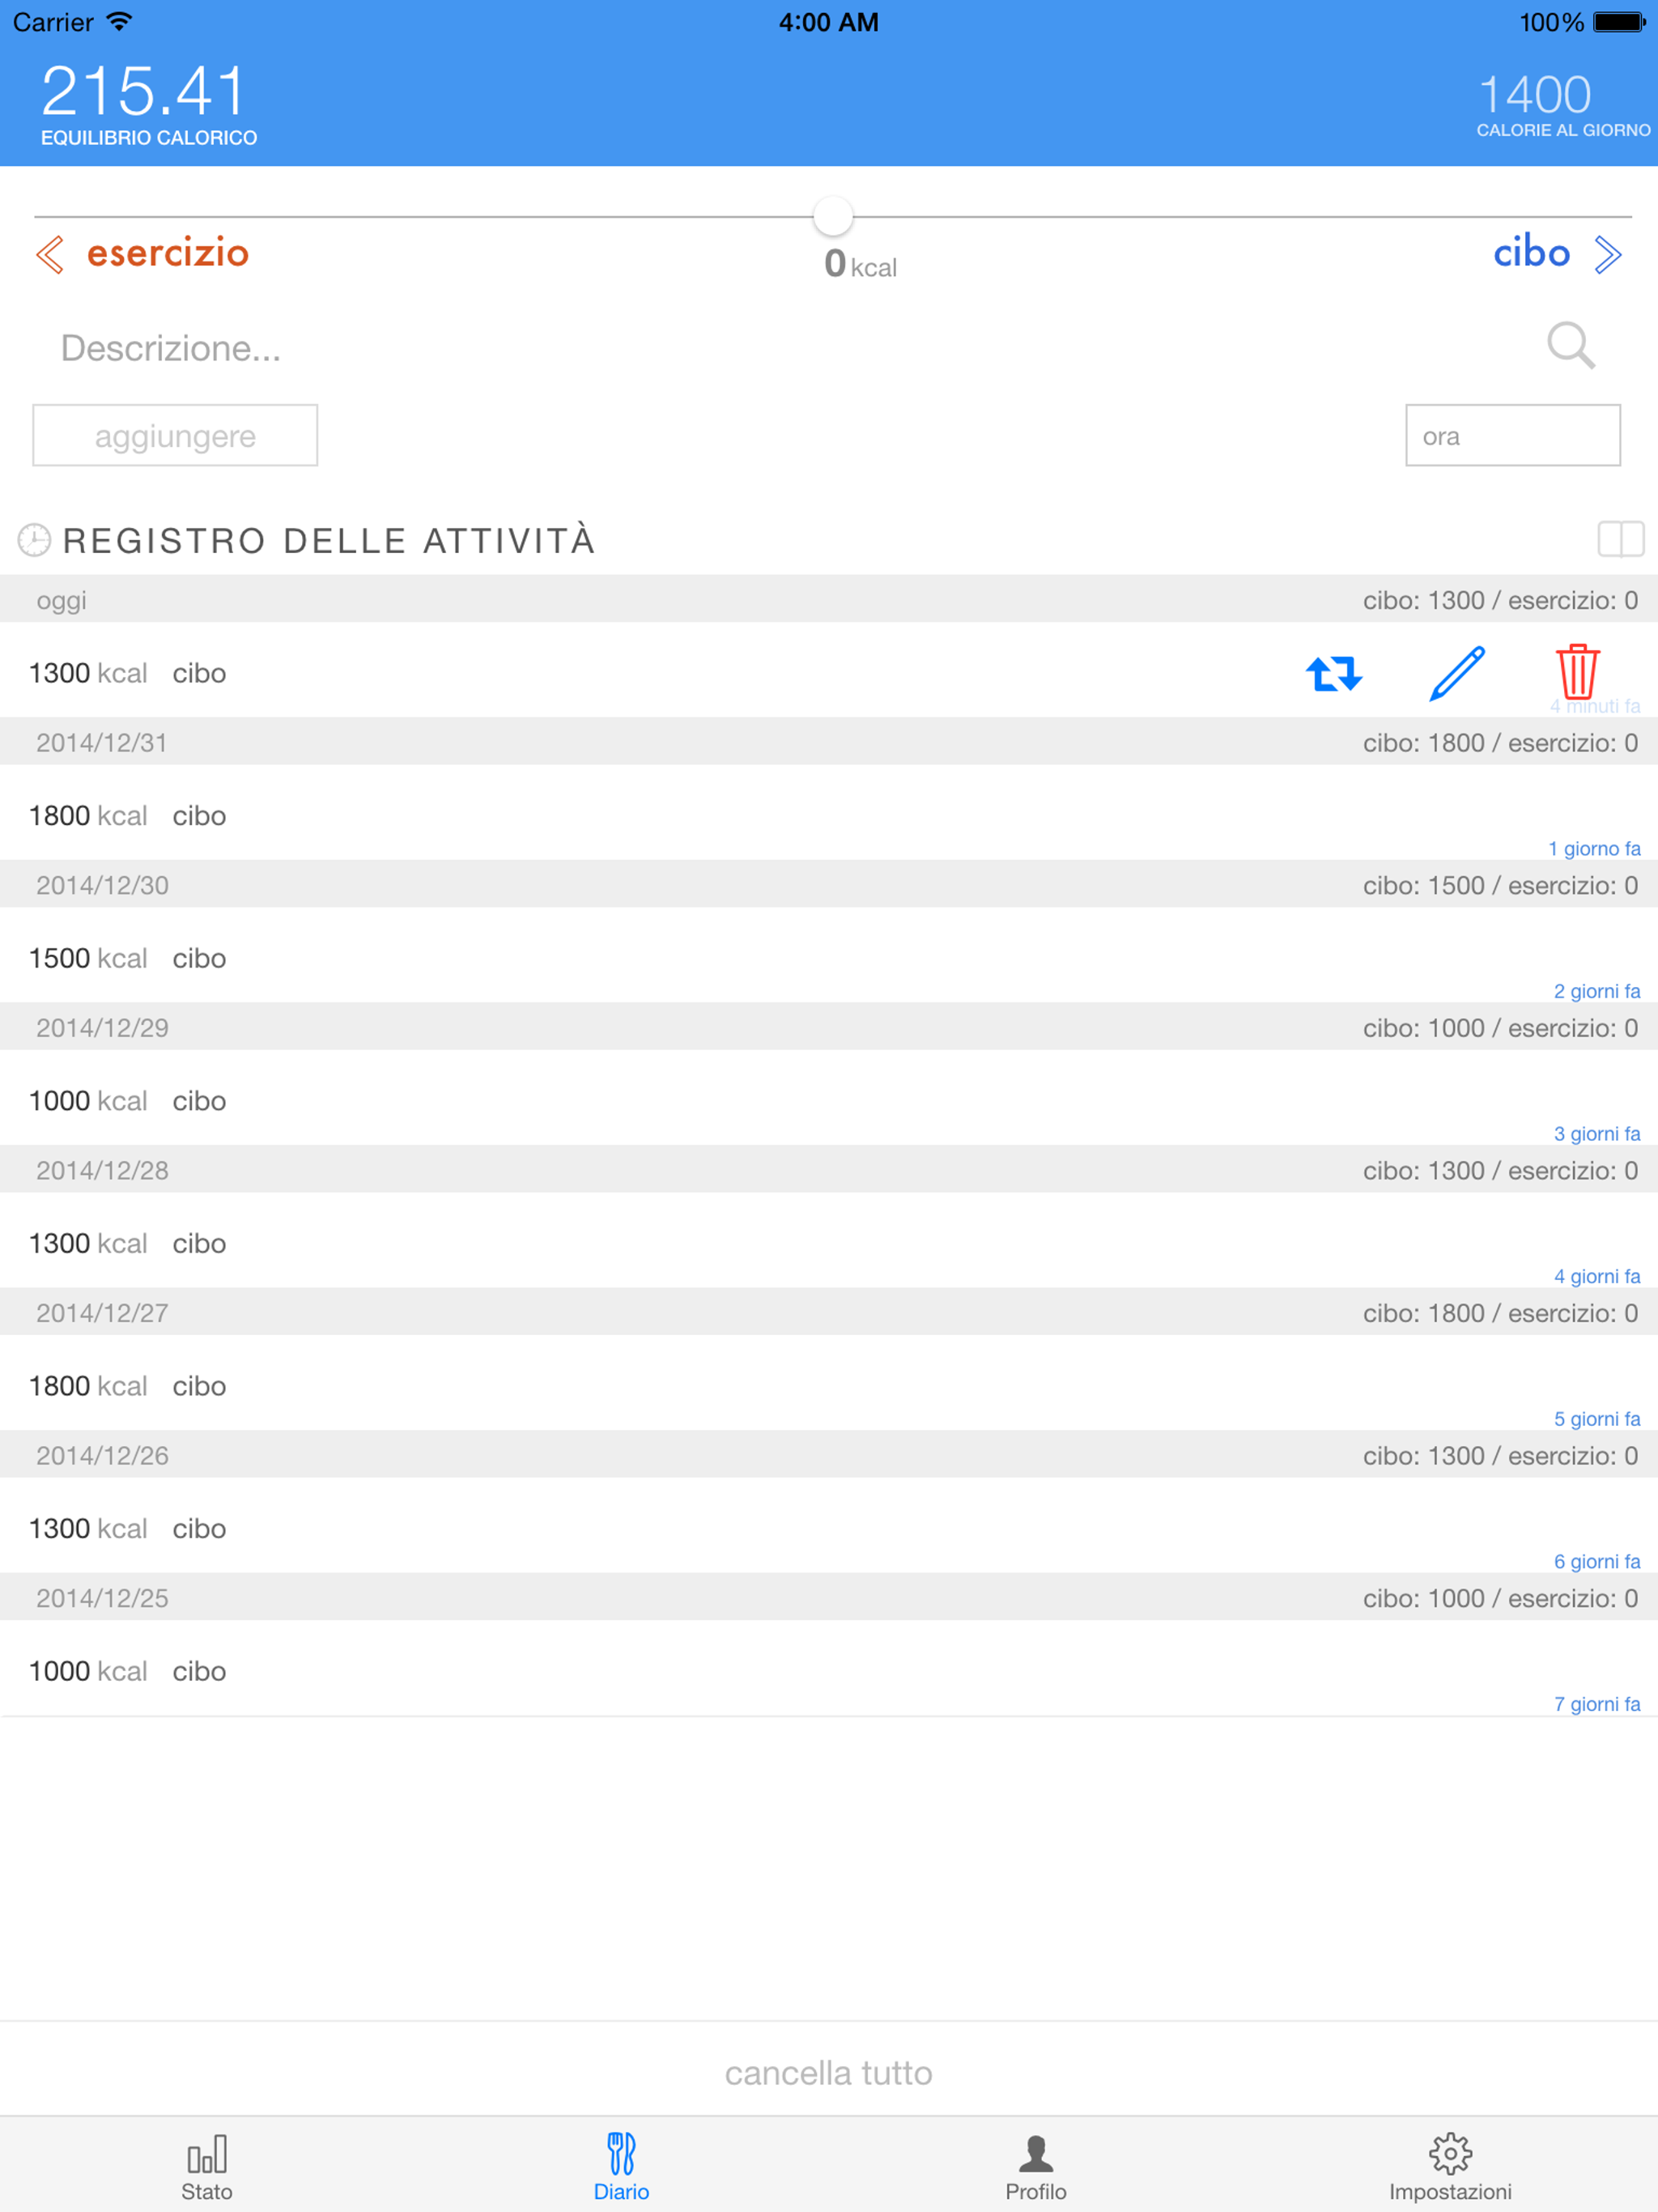 Carrier 4:00 AM 100%
215.41 1400
EQUILIBRIO CALORICO CALORIE AL GIORNO
esercizio 0 kcal cibo
Descrizione...
aggiungere ora
REGISTRO DELLE ATTIVITÀ
oggi cibo: 1300 / esercizio: 0
1300 kcal cibo
4 minuti fa
2014/12/31 cibo: 1800 / esercizio: 0
1800 kcal cibo
1 giorno fa
2014/12/30 cibo: 1500 / esercizio: 0
1500 kcal cibo
2 giorni fa
2014/12/29 cibo: 1000 / esercizio: 0
1000 kcal cibo
3 giorni fa
2014/12/28 cibo: 1300 / esercizio: 0
1300 kcal cibo
4 giorni fa
2014/12/27 cibo: 1800 / esercizio: 0
1800 kcal cibo
5 giorni fa
2014/12/26 cibo: 1300 / esercizio: 0
1300 kcal cibo
6 giorni fa
2014/12/25 cibo: 1000 / esercizio: 0
1000 kcal cibo
7 giorni fa
cancella tutto
Stato Diario Profilo Impostazioni